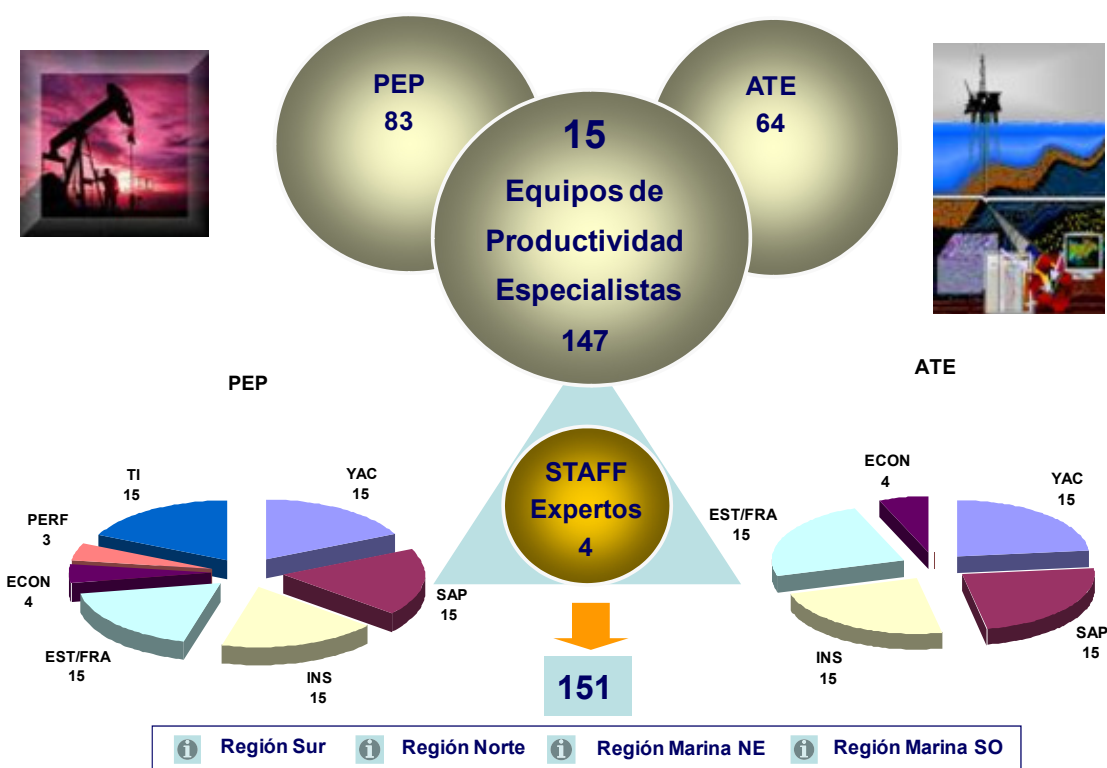 PEP
83
ATE
64
15
Equipos de
Productividad
Especialistas
147
PEP
ATE
STAFF
Expertos
4
TI
15
YAC
15
PERF
3
ECON
4
SAP
15
EST/FRA
15
INS
15
ECON
4
YAC
15
EST/FRA
15
SAP
15
INS
15
151
Región Sur
Región Norte
Región Marina NE
Región Marina SO